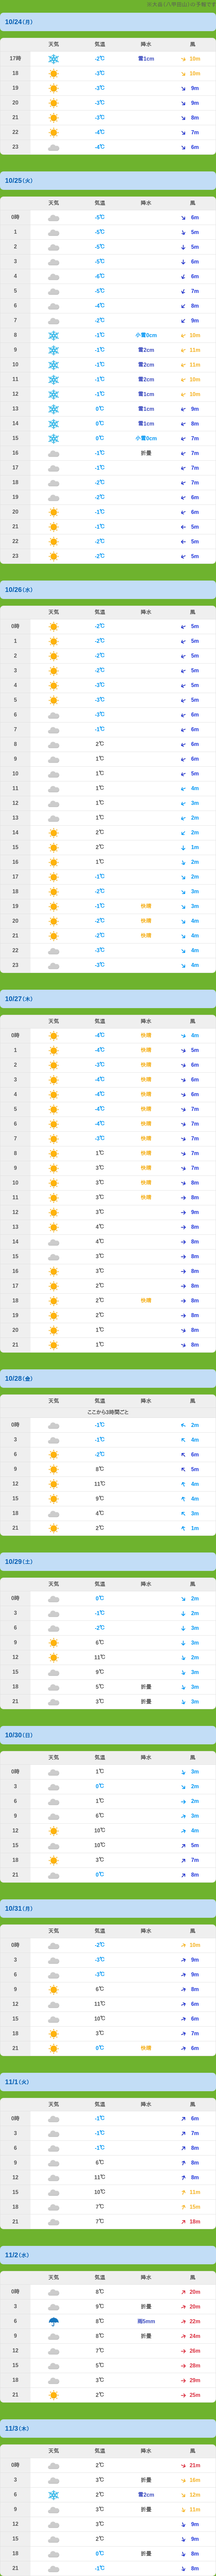 10/24(月)
天気 気温 降水 風
17時 -2℃ 雪1cm 10m
18 -3℃ 10m
19 -3℃ 9m
20 -3℃ 9m
21 -3℃ 8m
22 -4℃ 7m
23 -4℃ 6m
10/25(火)
天気 気温 降水 風
0時 -5℃ 6m
1 -5℃ 5m
2 -5℃ 5m
3 -5℃ 6m
4 -6℃ 6m
5 -5℃ 7m
6 -4℃ 8m
7 -2℃ 9m
8 -1℃ 小雪0cm 10m
9 -1℃ 雪2cm 11m
10 -1℃ 雪2cm 11m
11 -1℃ 雪2cm 10m
12 -1℃ 雪1cm 10m
13 0℃ 雪1cm 9m
14 0℃ 雪1cm 8m
15 0℃ 小雪0cm 7m
16 -1℃ 折畳 7m
17 -1℃ 7m
18 -2℃ 7m
19 -2℃ 6m
20 -1℃ 6m
21 -1℃ 5m
22 -2℃ 5m
23 -2℃ 5m
10/26(水)
天気 気温 降水 風
0時 -2℃ 5m
1 -2℃ 5m
2 -2℃ 5m
3 -2℃ 5m
4 -3℃ 5m
5 -3℃ 5m
6 -3℃ 6m
7 -1℃ 6m
8 2℃ 6m
9 1℃ 6m
10 1℃ 5m
11 1℃ 4m
12 1℃ 3m
13 1℃ 2m
14 2℃ 2m
15 2℃ 1m
16 1℃ 2m
17 -1℃ 2m
18 -2℃ 3m
19 -1℃ 快晴 3m
20 -2℃ 快晴 4m
21 -2℃ 快晴 4m
22 -3℃ 4m
23 -3℃ 4m
10/27(木)
天気 気温 降水 風
0時 -4℃ 快晴 4m
1 -4℃ 快晴 5m
2 -3℃ 快晴 6m
3 -4℃ 快晴 6m
4 -4℃ 快晴 6m
5 -4℃ 快晴 7m
6 -4℃ 快晴 7m
7 -3℃ 快晴 7m
8 1℃ 快晴 7m
9 3℃ 快晴 7m
10 3℃ 快晴 8m
11 3℃ 快晴 8m
12 3℃ 9m
13 4℃ 8m
14 4℃ 8m
15 3℃ 8m
16 3℃ 8m
17 2℃ 8m
18 2℃ 快晴 8m
19 2℃ 8m
20 1℃ 8m
21 1℃ 8m
10/28(金)
天気 気温 降水 風
ここから3時間ごと
0時 -1℃ 2m
3 -1℃ 4m
6 -2℃ 6m
9 8℃ 5m
12 11℃ 4m
15 9℃ 4m
18 4℃ 3m
21 2℃ 1m
10/29(土)
天気 気温 降水 風
0時 0℃ 2m
3 -1℃ 2m
6 -2℃ 3m
9 6℃ 3m
12 11℃ 2m
15 9℃ 3m
18 5℃ 折畳 3m
21 3℃ 折畳 3m
10/30(日)
天気 気温 降水 風
0時 1℃ 3m
3 0℃ 2m
6 1℃ 2m
9 6℃ 3m
12 10℃ 4m
15 10℃ 5m
18 3℃ 7m
21 0℃ 8m
10/31(月)
天気 気温 降水 風
0時 -2℃ 10m
3 -3℃ 9m
6 -3℃ 9m
9 6℃ 8m
12 11℃ 6m
15 10℃ 6m
18 3℃ 7m
21 0℃ 快晴 6m
11/1(火)
天気 気温 降水 風
0時 -1℃ 6m
3 -1℃ 7m
6 -1℃ 8m
9 6℃ 8m
12 11℃ 8m
15 10℃ 11m
18 7℃ 15m
21 7℃ 18m
11/2(水)
天気 気温 降水 風
0時 8℃ 20m
3 9℃ 折畳 20m
6 8℃ 雨5mm 22m
9 8℃ 折畳 24m
12 7℃ 26m
15 5℃ 28m
18 3℃ 29m
21 2℃ 25m
11/3(木)
天気 気温 降水 風
0時 2℃ 21m
3 3℃ 折畳 16m
6 2℃ 雪2cm 12m
9 3℃ 折畳 11m
12 3℃ 9m
15 2℃ 9m
18 0℃ 折畳 8m
21 -1℃ 8m